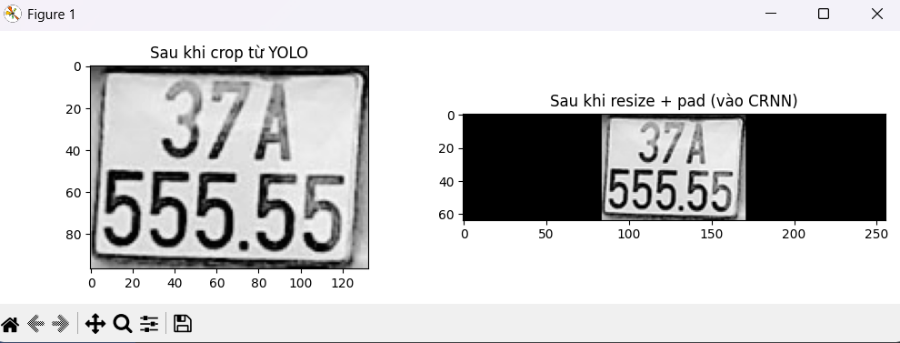 Figure 1
Sau khi crop từ YOLO
0
20
40
60
80
0 20 40 60 80 100 120
37A
555.55
Sau khi resize + pad (vào CRNN)
0
20
40
60
0 50 100 150 200 250
37A
555.55